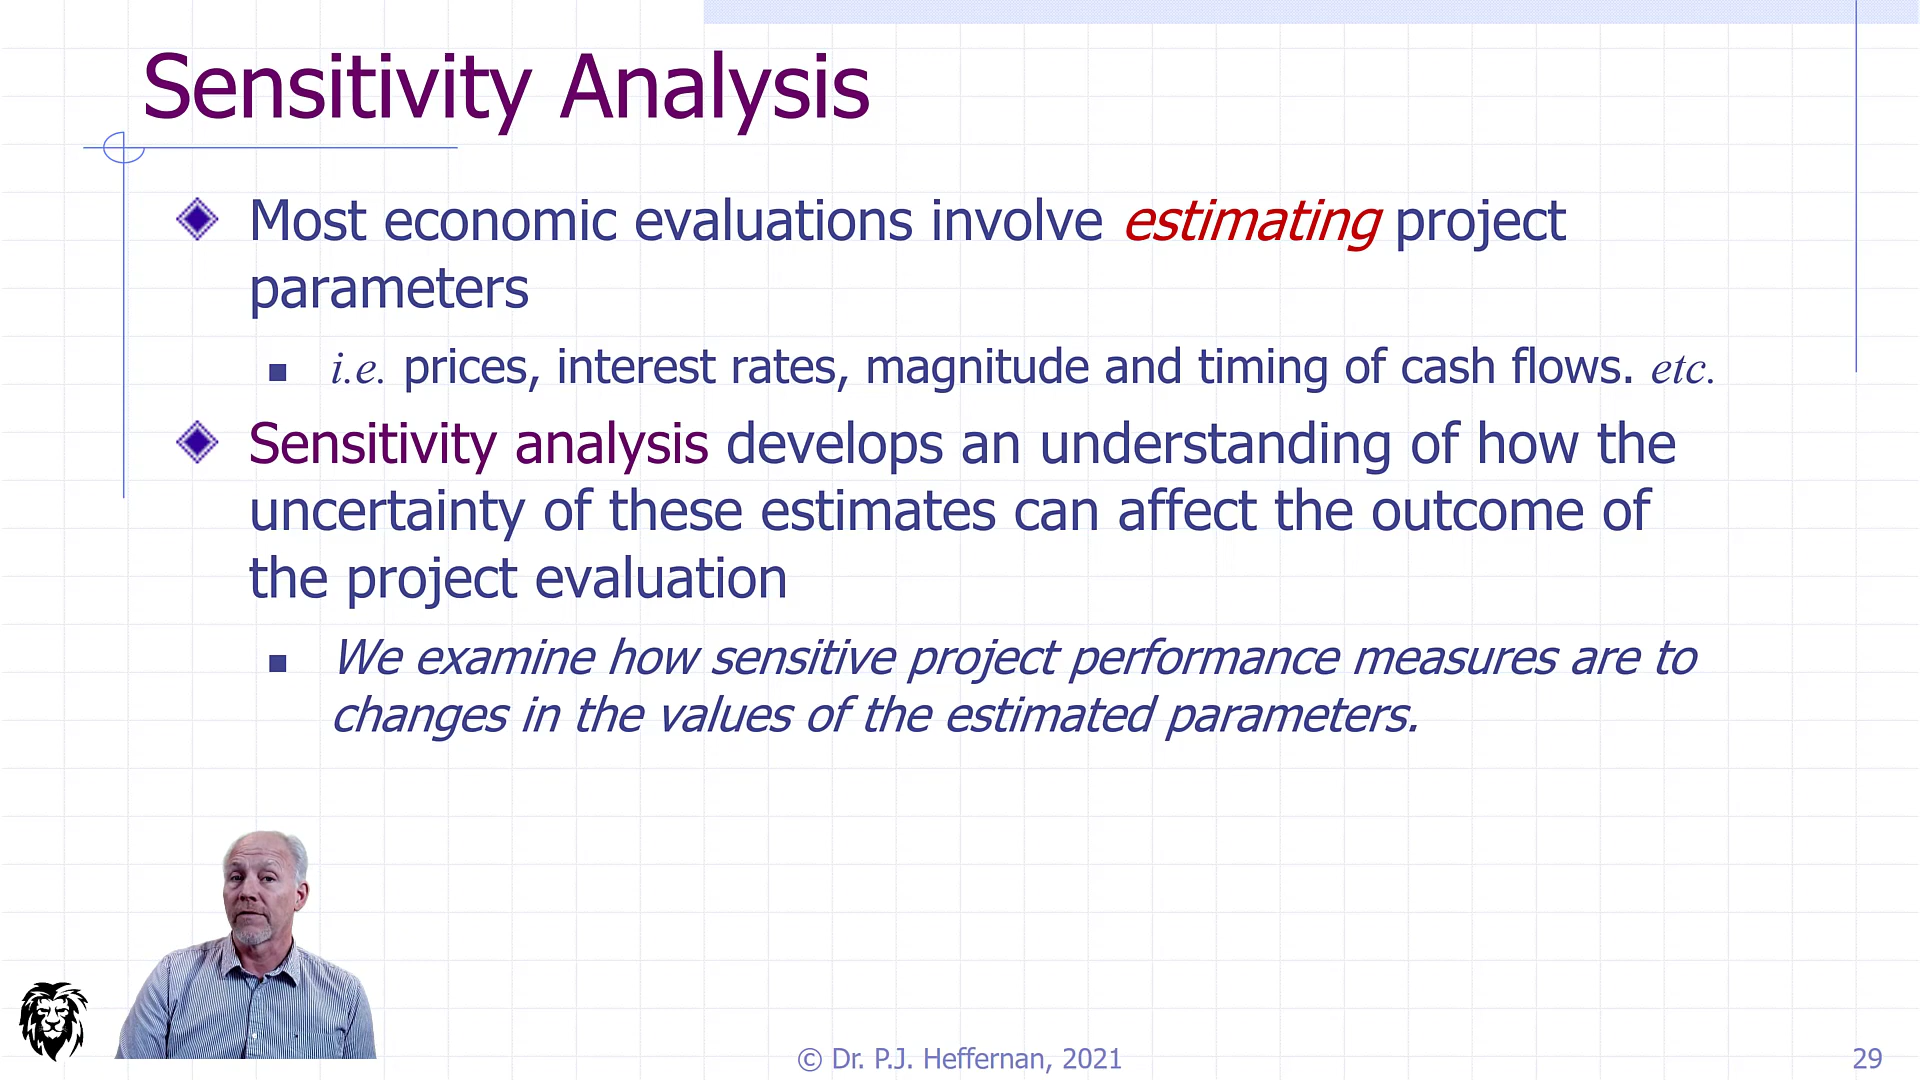 Sensitivity Analysis
Most economic evaluations involve estimating project
parameters
i.e. prices, interest rates, magnitude and timing of cash flows. etc.
Sensitivity analysis develops an understanding of how the
uncertainty of these estimates can affect the outcome of
the project evaluation
We examine how sensitive project performance measures are to
changes in the values of the estimated parameters.
© Dr. P.J. Heffernan, 2021
29